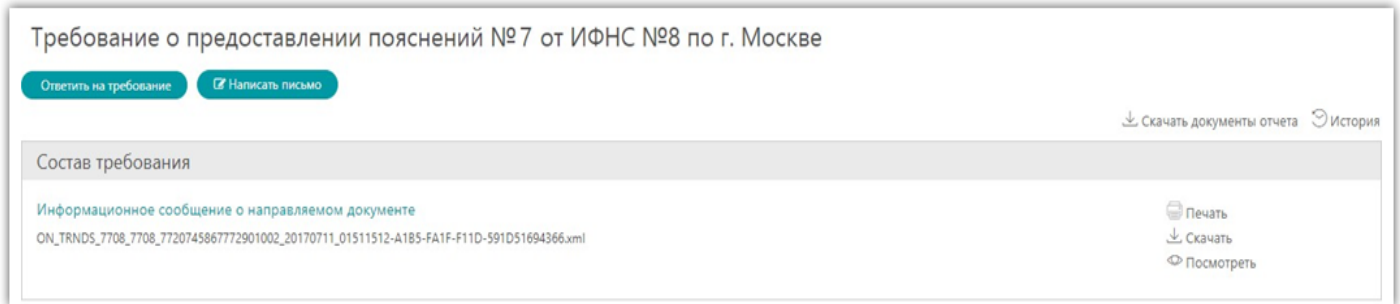 Требование о предоставлении пояснений №7 от ИФНС №8 по г. Москве
Ответить на требование Написать письмо
Скачать документы отчета История
Состав требования
Информационное сообщение о направляемом документе
Печать
ON_TRNDS_7708_7708_7720745867772901002_20170711_01511512-A1B5-FA1F-F11D-591D51694366.xml
Скачать
Посмотреть